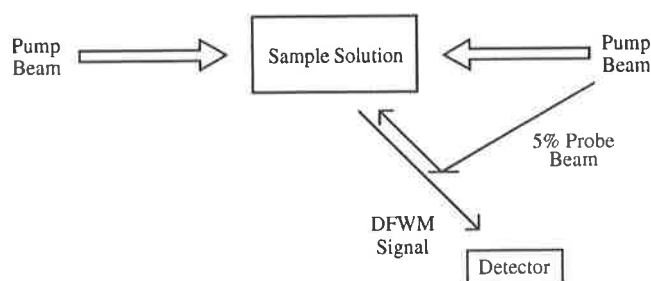 Pump
Beam
Sample Solution
Pump
Beam
5% Probe
Beam
DFWM
Signal
Detector